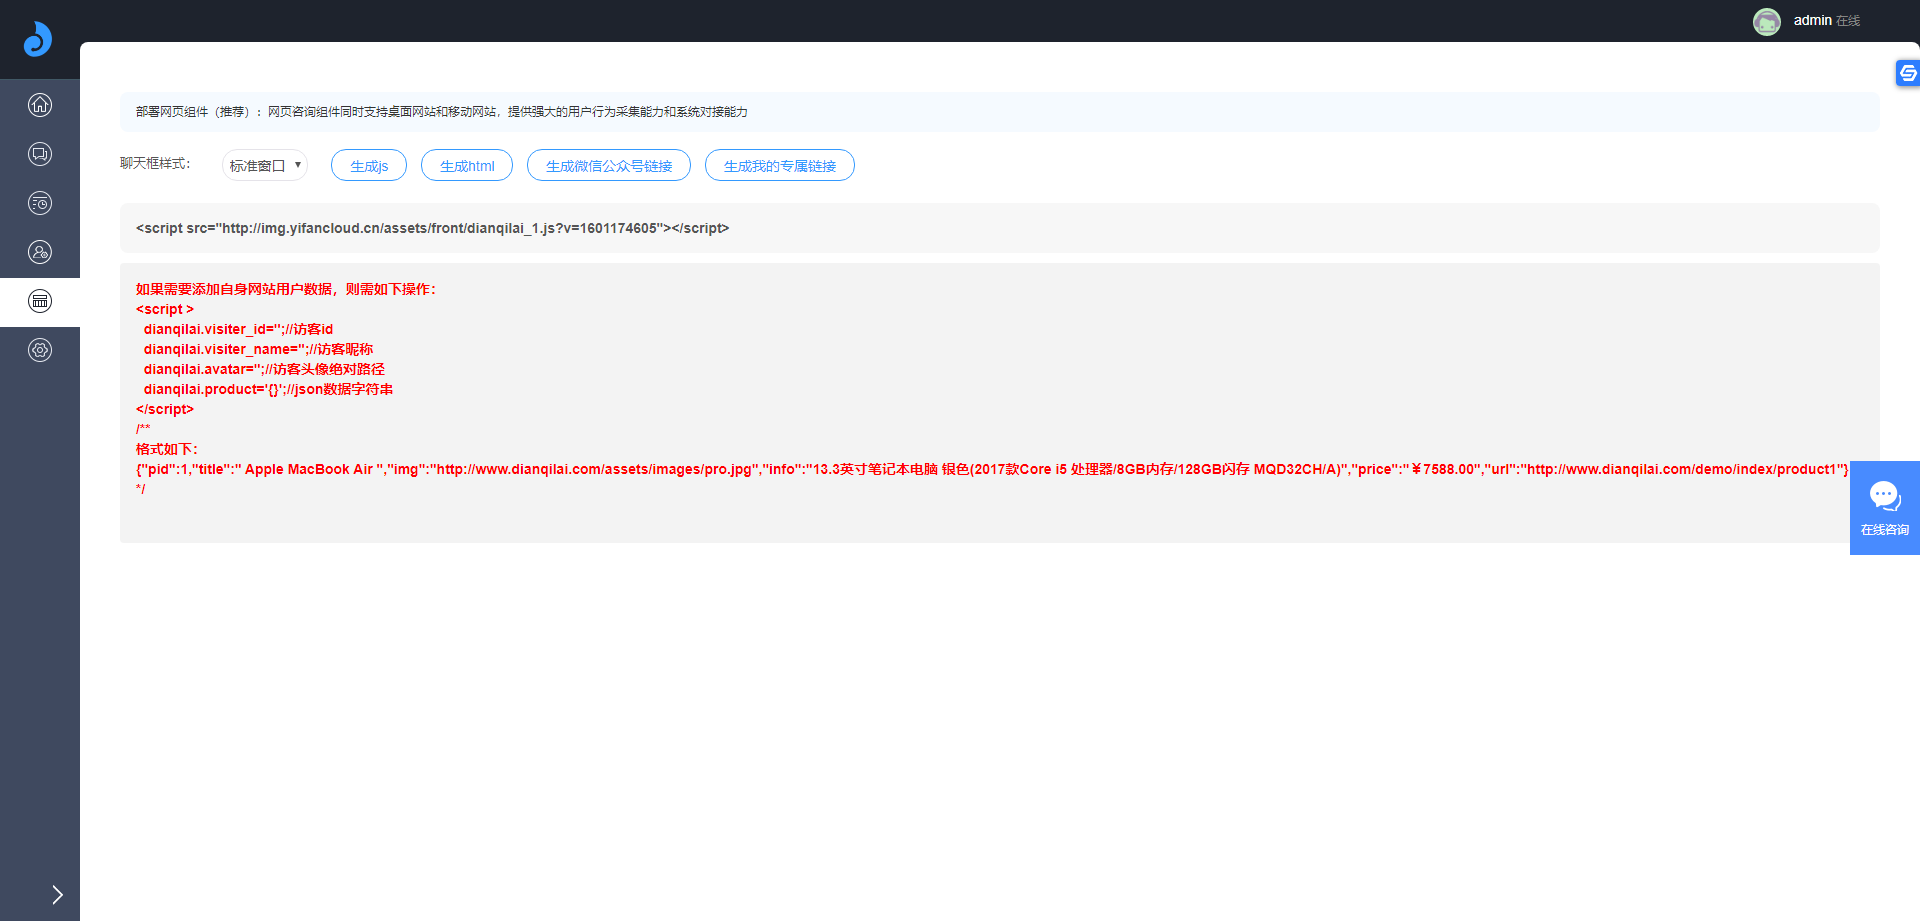 admin 在线
部署网页组件（推荐）：网页咨询组件同时支持桌面网站和移动网站，提供强大的用户行为采集能力和系统对接能力
聊天框样式： 标准窗口 生成js 生成html 生成微信公众号链接 生成我的专属链接
<script src="http://img.yifancloud.cn/assets/front/dianqilai_1.js?v=1601174605"></script>
如果需要添加自身网站用户数据，则需如下操作：
<script >
dianqilai.visiter_id='';//访客id
dianqilai.visiter_name='';//访客昵称
dianqilai.avatar='';//访客头像绝对路径
dianqilai.product='{}';//json数据字符串
</script>
/**
格式如下：
{"pid":1,"title":" Apple MacBook Air ","img":"http://www.dianqilai.com/assets/images/pro.jpg","info":"13.3英寸笔记本电脑 银色(2017款Core i5 处理器/8GB内存/128GB闪存 MQD32CH/A)","price":"￥7588.00","url":"http://www.dianqilai.com/demo/index/product1"}
*/
在线咨询